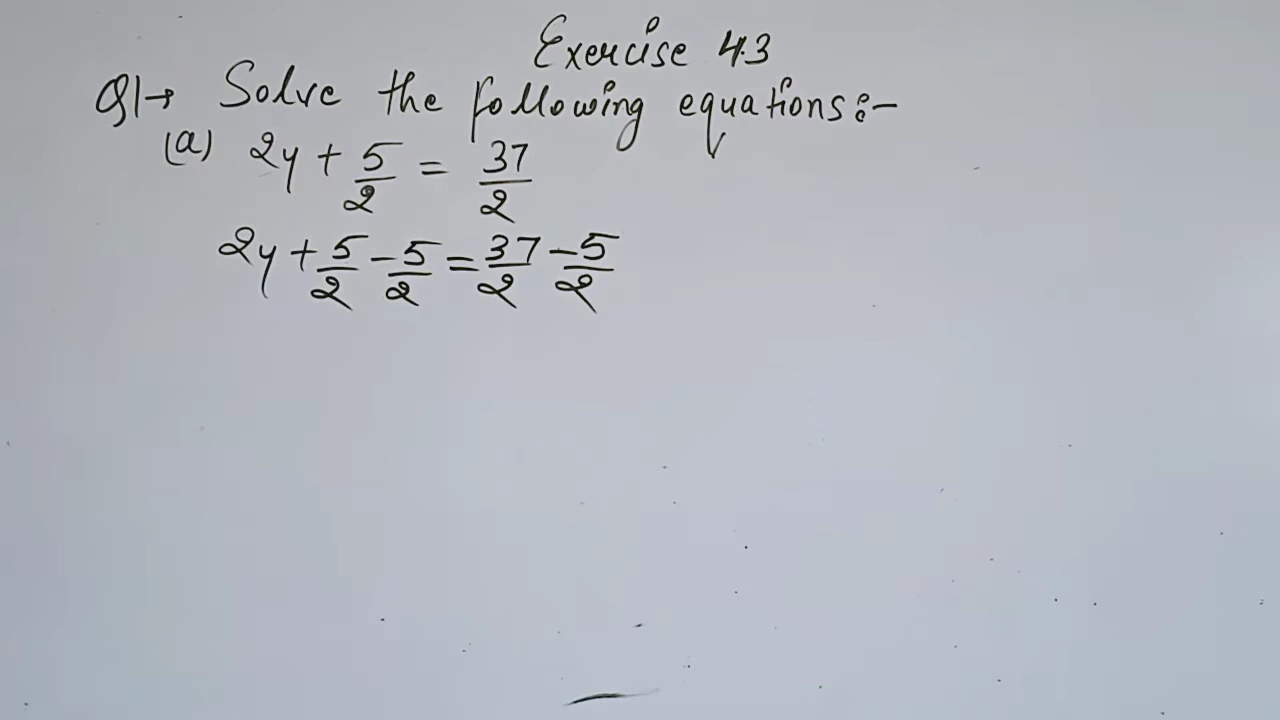 Exercise 4.3
Q1→ Solve the following equations:-
(a) 2y + 5/2 = 37/2
2y + 5/2 - 5/2 = 37/2 - 5/2